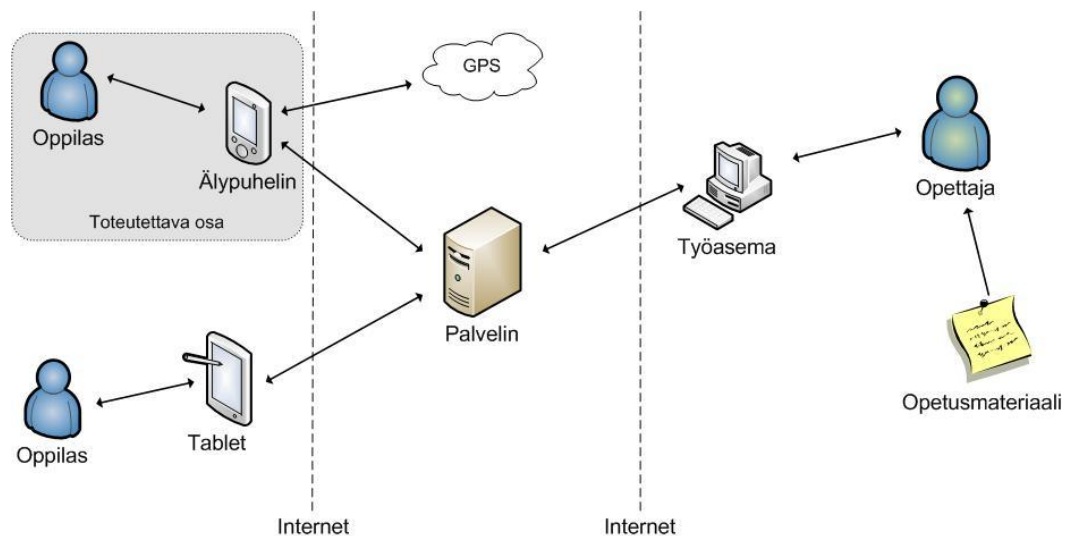 GPS
Oppilas
Älypuhelin
Toteutettava osa
Opettaja
Työasema
Palvelin
Opetusmateriaali
Tablet
Oppilas
Internet
Internet